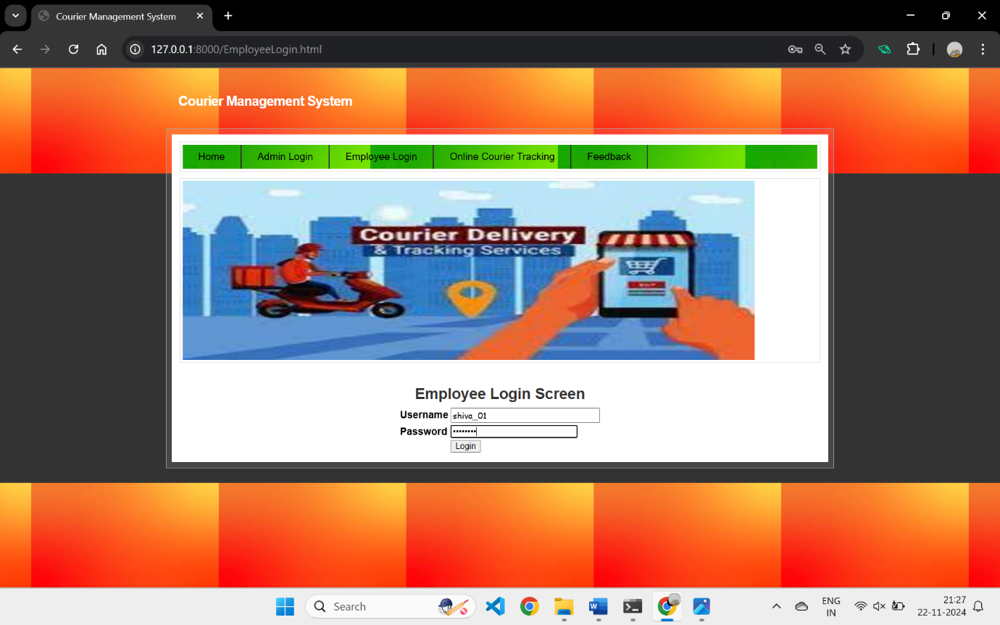 Courier Management System
127.0.0.1:8000/EmployeeLogin.html
Courier Management System
Home Admin Login Employee Login Online Courier Tracking Feedback
Courier Delivery
& Tracking Services
Employee Login Screen
Username shiva_01
Password ••••••••
Login
Search
ENG
IN
21:27
22-11-2024